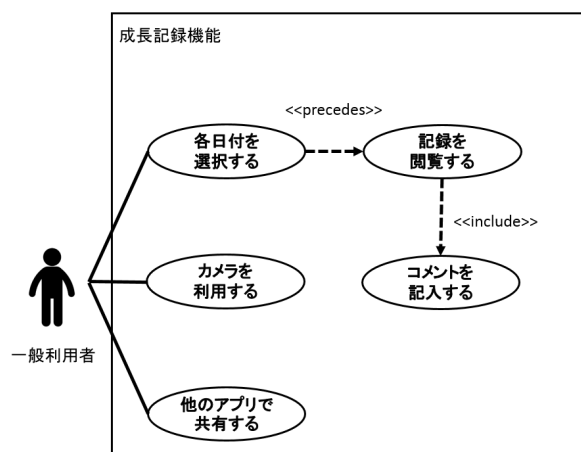 成長記録機能
<<precedes>>
各日付を
選択する
記録を
閲覧する
<<include>>
カメラを
利用する
コメントを
記入する
一般利用者
他のアプリで
共有する